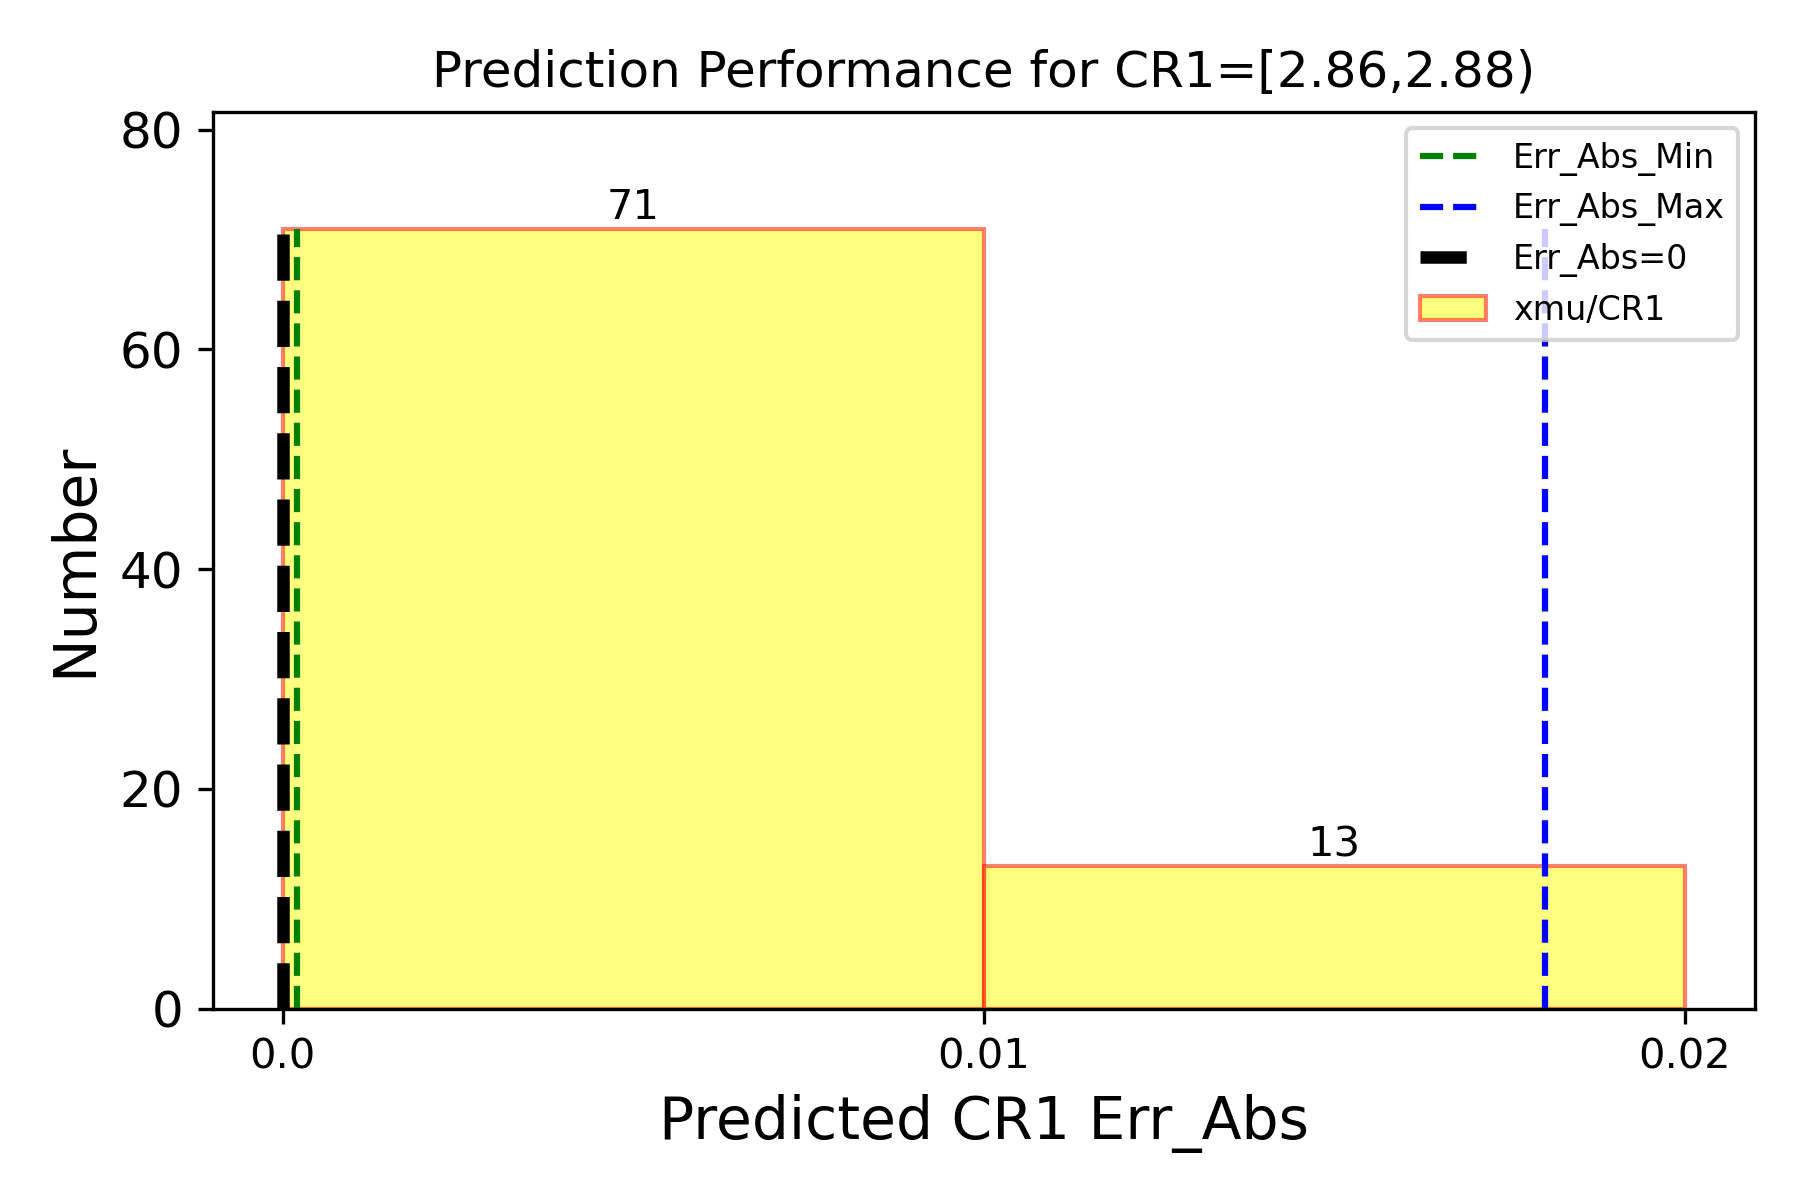 Prediction Performance for CR1=[2.86,2.88)
80
60
40
20
0
Number
71
13
Err_Abs_Min
Err_Abs_Max
Err_Abs=0
xmu/CR1
0.0
0.01
0.02
Predicted CR1 Err_Abs